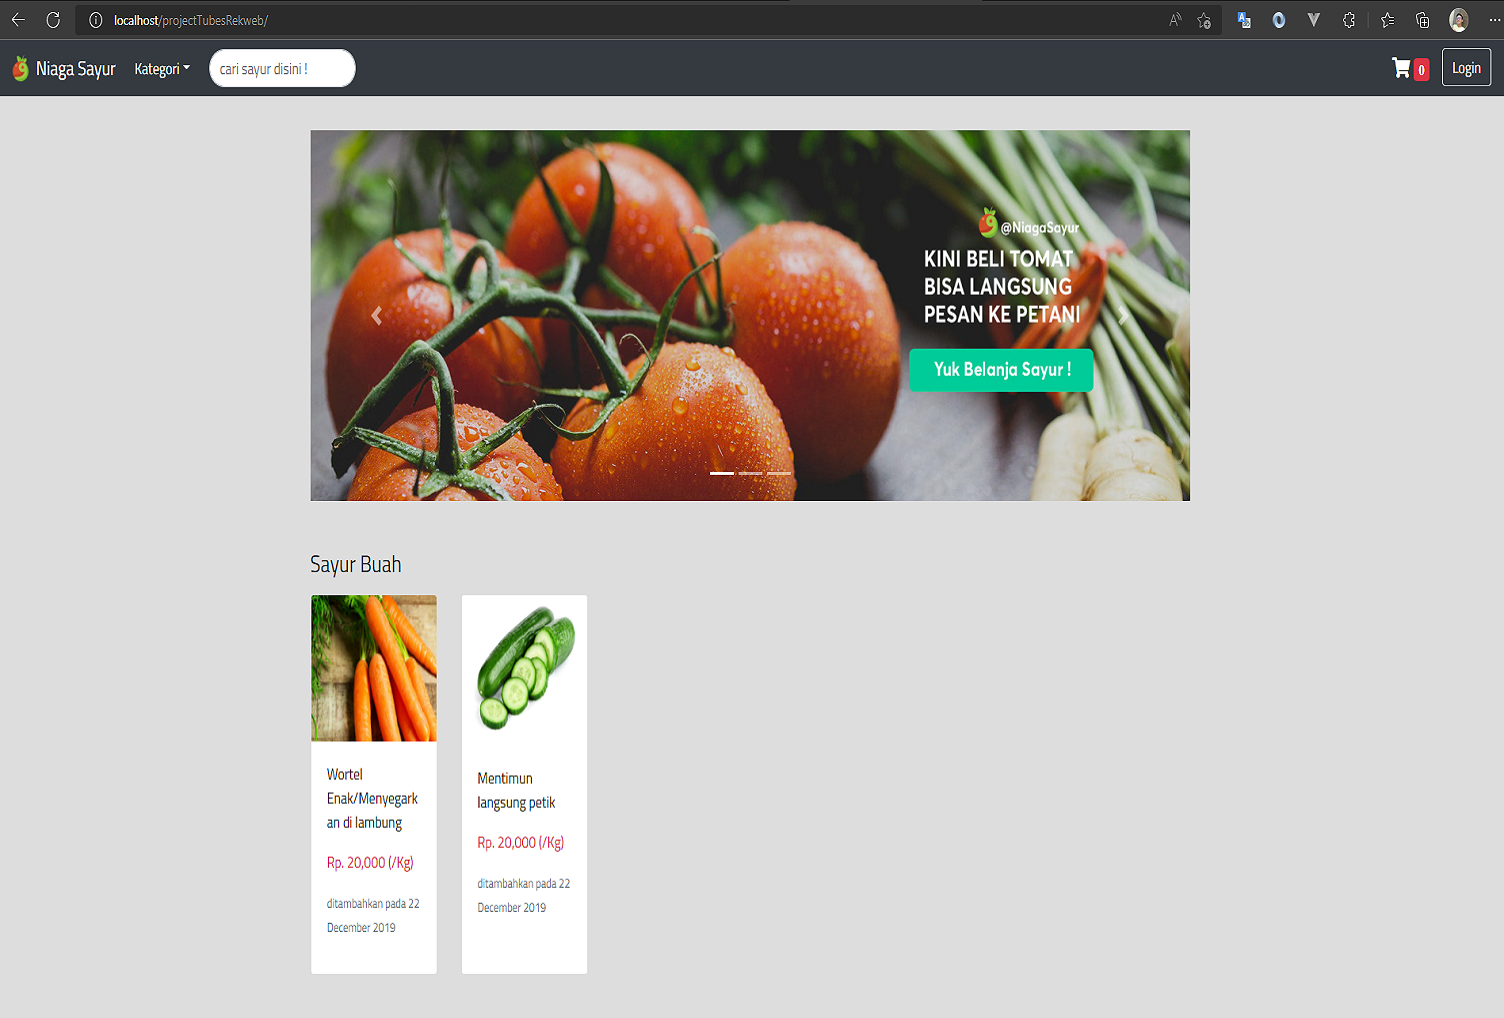 localhost/projectTubesRekweb/
Niaga Sayur
Kategori
cari sayur disini !
0
Login
@NiagaSayur
KINI BELI TOMAT
BISA LANGSUNG
PESAN KE PETANI
Yuk Belanja Sayur !
Sayur Buah
Wortel
Enak/Menyegark
an di lambung
Rp. 20,000 (/Kg)
ditambahkan pada 22
December 2019
Mentimun
langsung petik
Rp. 20,000 (/Kg)
ditambahkan pada 22
December 2019